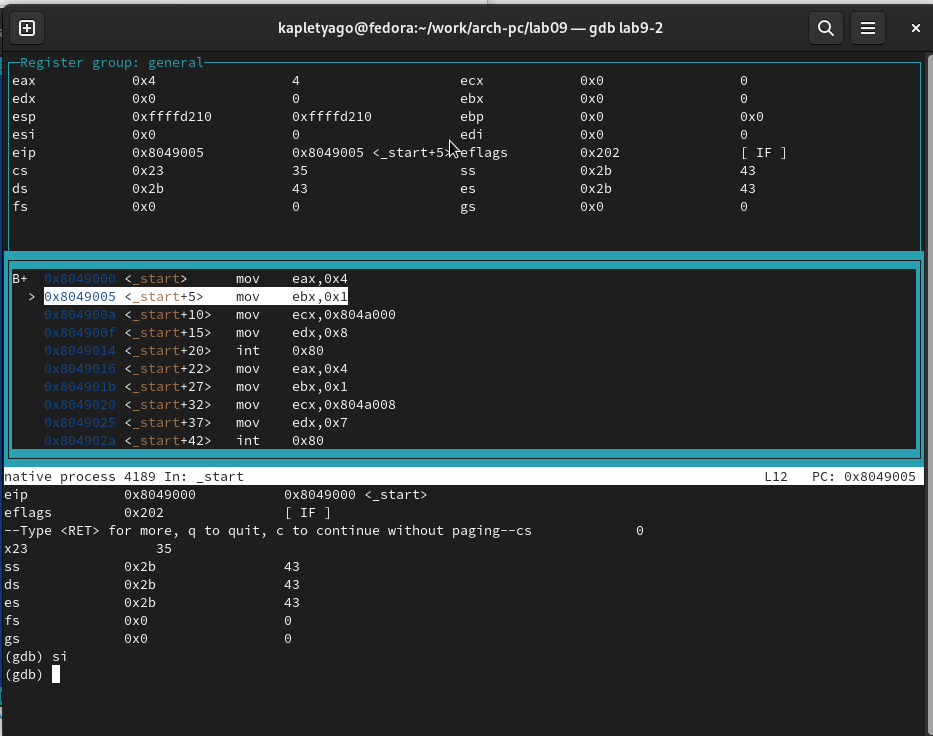 kapletyago@fedora:~/work/arch-pc/lab09 — gdb lab9-2
Register group: general
eax 0x4 4 ecx 0x0 0
edx 0x0 0 ebx 0x0 0
esp 0xffffd210 0xffffd210 ebp 0x0 0x0
esi 0x0 0 edi 0x0 0
eip 0x8049005 0x8049005 <_start+5> eflags 0x202 [ IF ]
cs 0x23 35 ss 0x2b 43
ds 0x2b 43 es 0x2b 43
fs 0x0 0 gs 0x0 0
B+ 0x8049000 <_start> mov eax,0x4
> 0x8049005 <_start+5> mov ebx,0x1
0x804900a <_start+10> mov ecx,0x804a000
0x804900f <_start+15> mov edx,0x8
0x8049014 <_start+20> int 0x80
0x8049016 <_start+22> mov eax,0x4
0x804901b <_start+27> mov ebx,0x1
0x8049020 <_start+32> mov ecx,0x804a008
0x8049025 <_start+37> mov edx,0x7
0x804902a <_start+42> int 0x80
native process 4189 In: _start L12 PC: 0x8049005
eip 0x8049000 0x8049000 <_start>
eflags 0x202 [ IF ]
--Type <RET> for more, q to quit, c to continue without paging--cs 0
x23 35
ss 0x2b 43
ds 0x2b 43
es 0x2b 43
fs 0x0 0
gs 0x0 0
(gdb) si
(gdb)